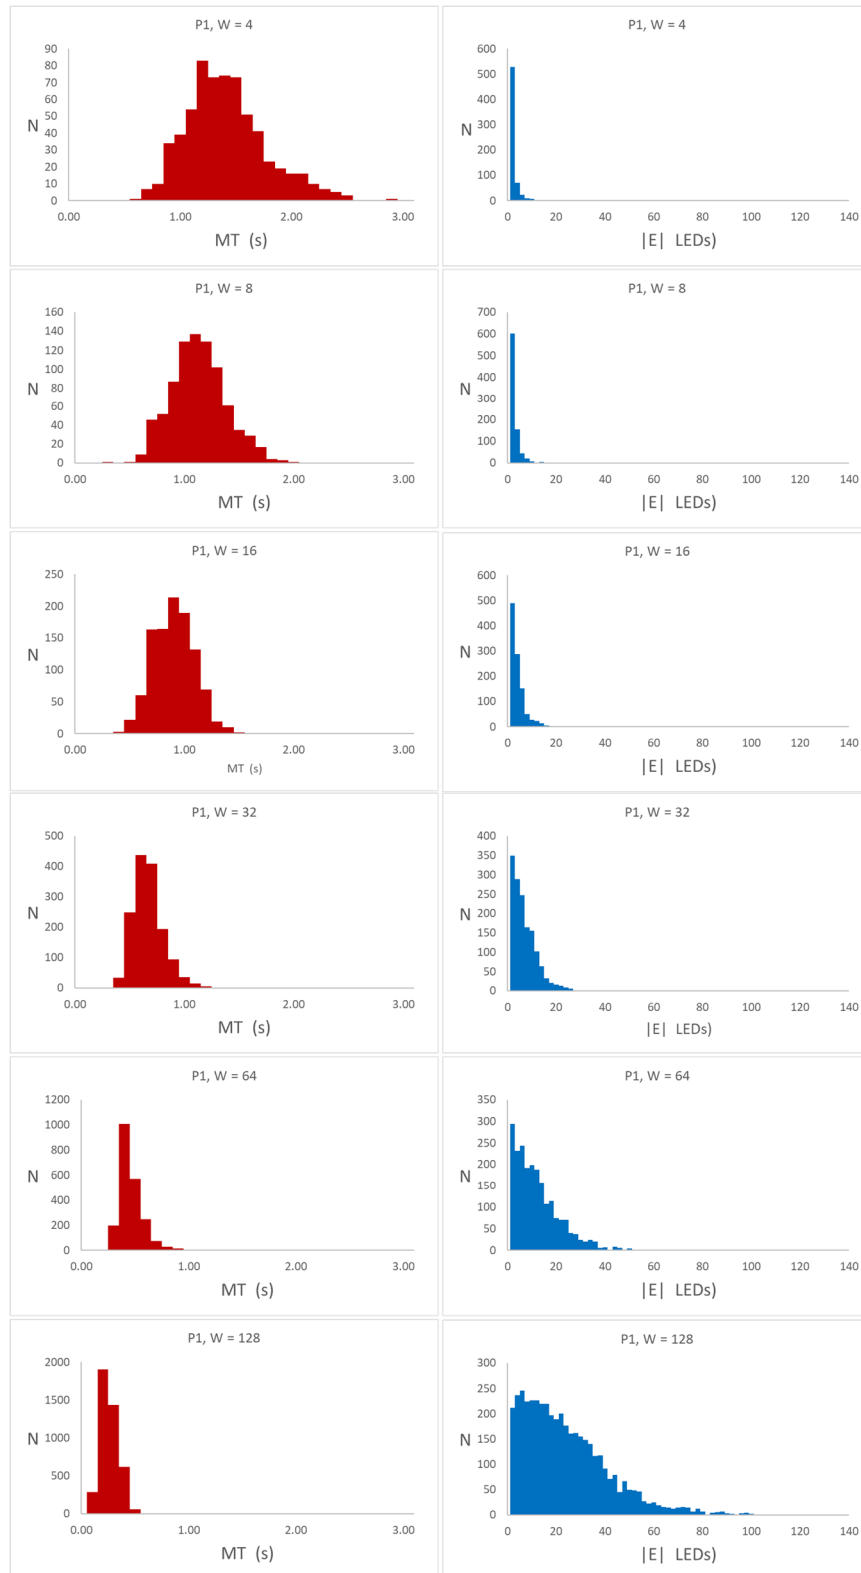 P1, W = 4
90
80
70
60
50
40
30
20
10
0
N
0.00 1.00 2.00 3.00
MT (s)
P1, W = 4
600
500
400
300
200
100
0
N
0 20 40 60 80 100 120 140
|E| LEDs)
P1, W = 8
160
140
120
100
80
60
40
20
0
N
0.00 1.00 2.00 3.00
MT (s)
P1, W = 8
700
600
500
400
300
200
100
0
N
0 20 40 60 80 100 120 140
|E| LEDs)
P1, W = 16
250
200
150
100
50
0
N
0.00 1.00 2.00 3.00
MT (s)
P1, W = 16
600
500
400
300
200
100
0
N
0 20 40 60 80 100 120 140
|E| LEDs)
P1, W = 32
500
400
300
200
100
0
N
0.00 1.00 2.00 3.00
MT (s)
P1, W = 32
400
350
300
250
200
150
100
50
0
N
0 20 40 60 80 100 120 140
|E| LEDs)
P1, W = 64
1200
1000
800
600
400
200
0
N
0.00 1.00 2.00 3.00
MT (s)
P1, W = 64
350
300
250
200
150
100
50
0
N
0 20 40 60 80 100 120 140
|E| LEDs)
P1, W = 128
2000
1500
1000
500
0
N
0.00 1.00 2.00 3.00
MT (s)
P1, W = 128
300
250
200
150
100
50
0
N
0 20 40 60 80 100 120 140
|E| LEDs)